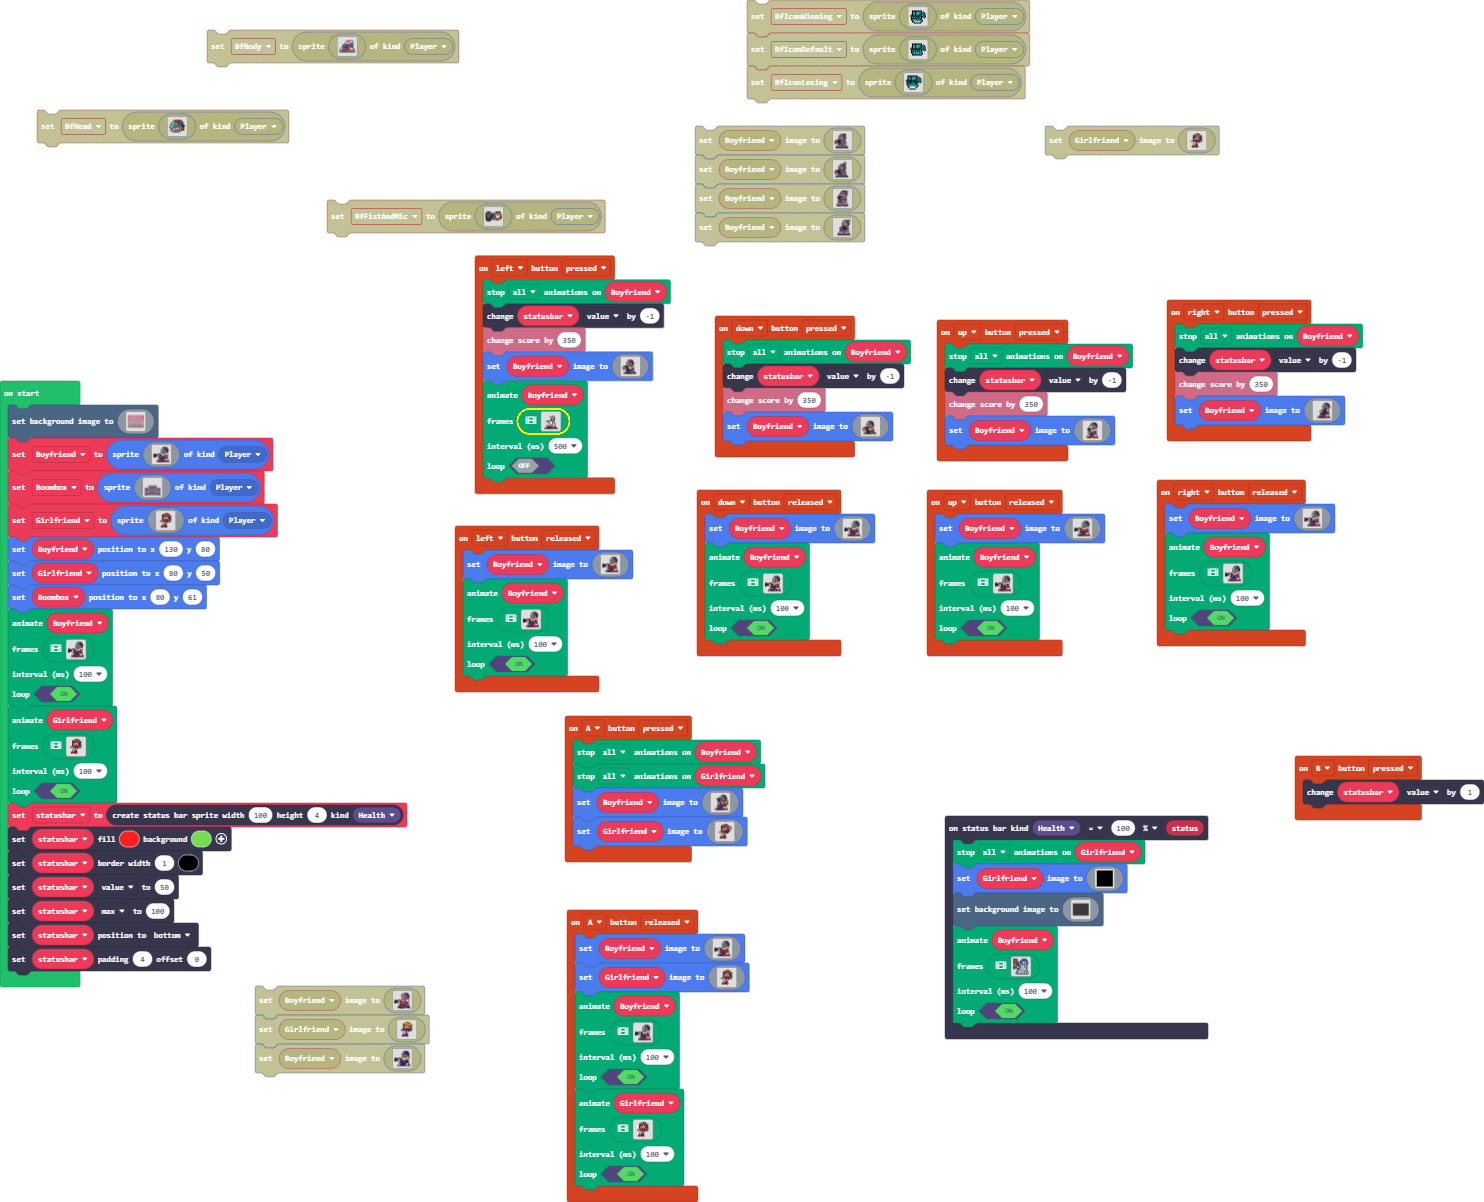 set BfIconWinning to sprite of kind Player
set BfIconDefault to sprite of kind Player
set BfIconLosing to sprite of kind Player
set BfBody to sprite of kind Player
set BfHead to sprite of kind Player
set Boyfriend image to
set Boyfriend image to
set Boyfriend image to
set Boyfriend image to
set Girlfriend image to
set BfFistAndMic to sprite of kind Player
on left button pressed
stop all animations on Boyfriend
change statusbar value by -1
change score by 350
set Boyfriend image to
animate Boyfriend
frames
interval (ms) 500
loop OFF
on down button pressed
stop all animations on Boyfriend
change statusbar value by -1
change score by 350
set Boyfriend image to
on up button pressed
stop all animations on Boyfriend
change statusbar value by -1
change score by 350
set Boyfriend image to
on right button pressed
stop all animations on Boyfriend
change statusbar value by -1
change score by 350
set Boyfriend image to
on start
set background image to
set Boyfriend to sprite of kind Player
set Boombox to sprite of kind Player
set Girlfriend to sprite of kind Player
set Boyfriend position to x 130 y 80
set Girlfriend position to x 80 y 50
set Boombox position to x 80 y 61
animate Boyfriend
frames
interval (ms) 100
loop ON
animate Girlfriend
frames
interval (ms) 100
loop ON
set statusbar to create status bar sprite width 100 height 4 kind Health
set statusbar fill background
set statusbar border width 1
set statusbar value to 50
set statusbar max to 100
set statusbar position to bottom
set statusbar padding 4 offset 0
on left button released
set Boyfriend image to
animate Boyfriend
frames
interval (ms) 100
loop ON
on down button released
set Boyfriend image to
animate Boyfriend
frames
interval (ms) 100
loop ON
on up button released
set Boyfriend image to
animate Boyfriend
frames
interval (ms) 100
loop ON
on right button released
set Boyfriend image to
animate Boyfriend
frames
interval (ms) 100
loop ON
on A button pressed
stop all animations on Boyfriend
stop all animations on Girlfriend
set Boyfriend image to
set Girlfriend image to
on B button pressed
change statusbar value by 1
on status bar kind Health = 100 % status
stop all animations on Girlfriend
set Girlfriend image to
set background image to
animate Boyfriend
frames
interval (ms) 100
loop ON
on A button released
set Boyfriend image to
set Girlfriend image to
animate Boyfriend
frames
interval (ms) 100
loop ON
animate Girlfriend
frames
interval (ms) 100
loop ON
set Boyfriend image to
set Girlfriend image to
set Boyfriend image to